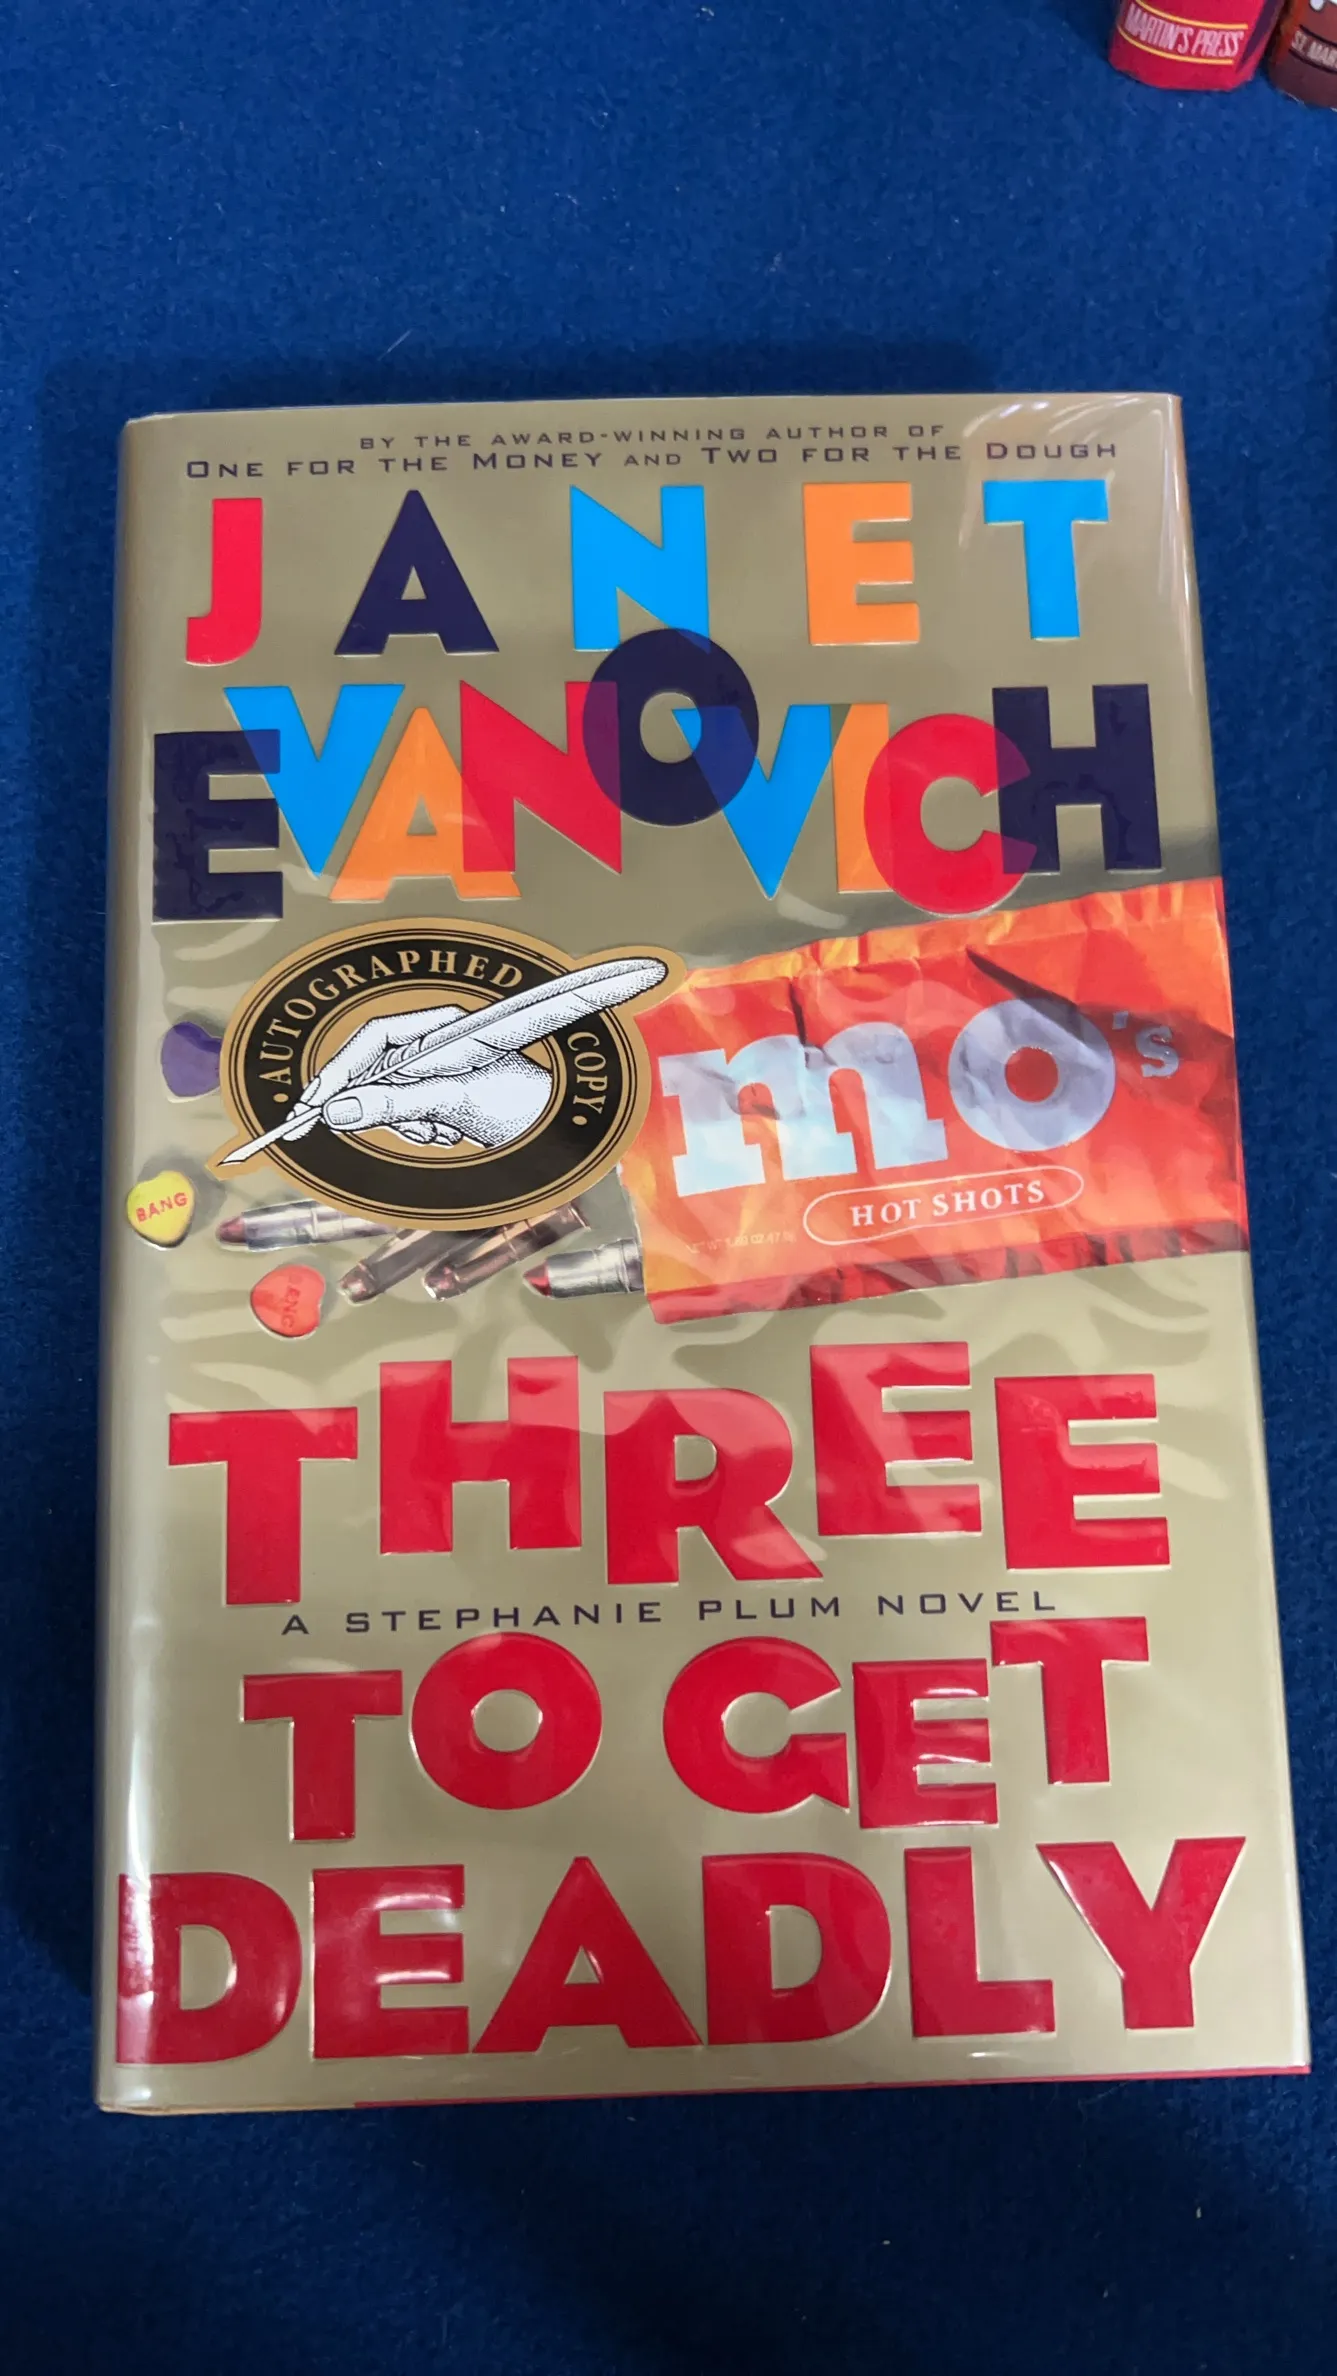 MARTIN'S PRESS
BY THE AWARD-WINNING AUTHOR OF
ONE FOR THE MONEY AND TWO FOR THE DOUGH
JANET
EVANOVICH
AUTOGRAPHED COPY
mo's
HOT SHOTS
BANG
BANG
THREE
A STEPHANIE PLUM NOVEL
TO GET
DEADLY